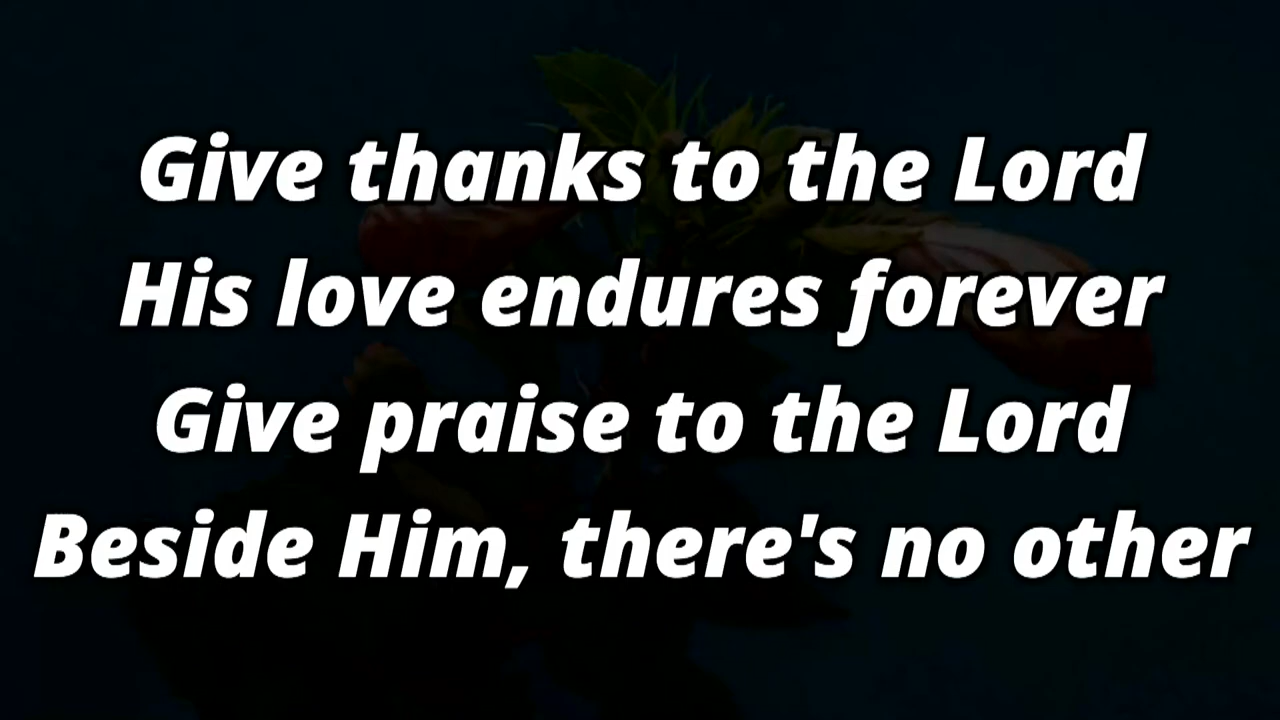 Give thanks to the Lord
His love endures forever
Give praise to the Lord
Beside Him, there's no other